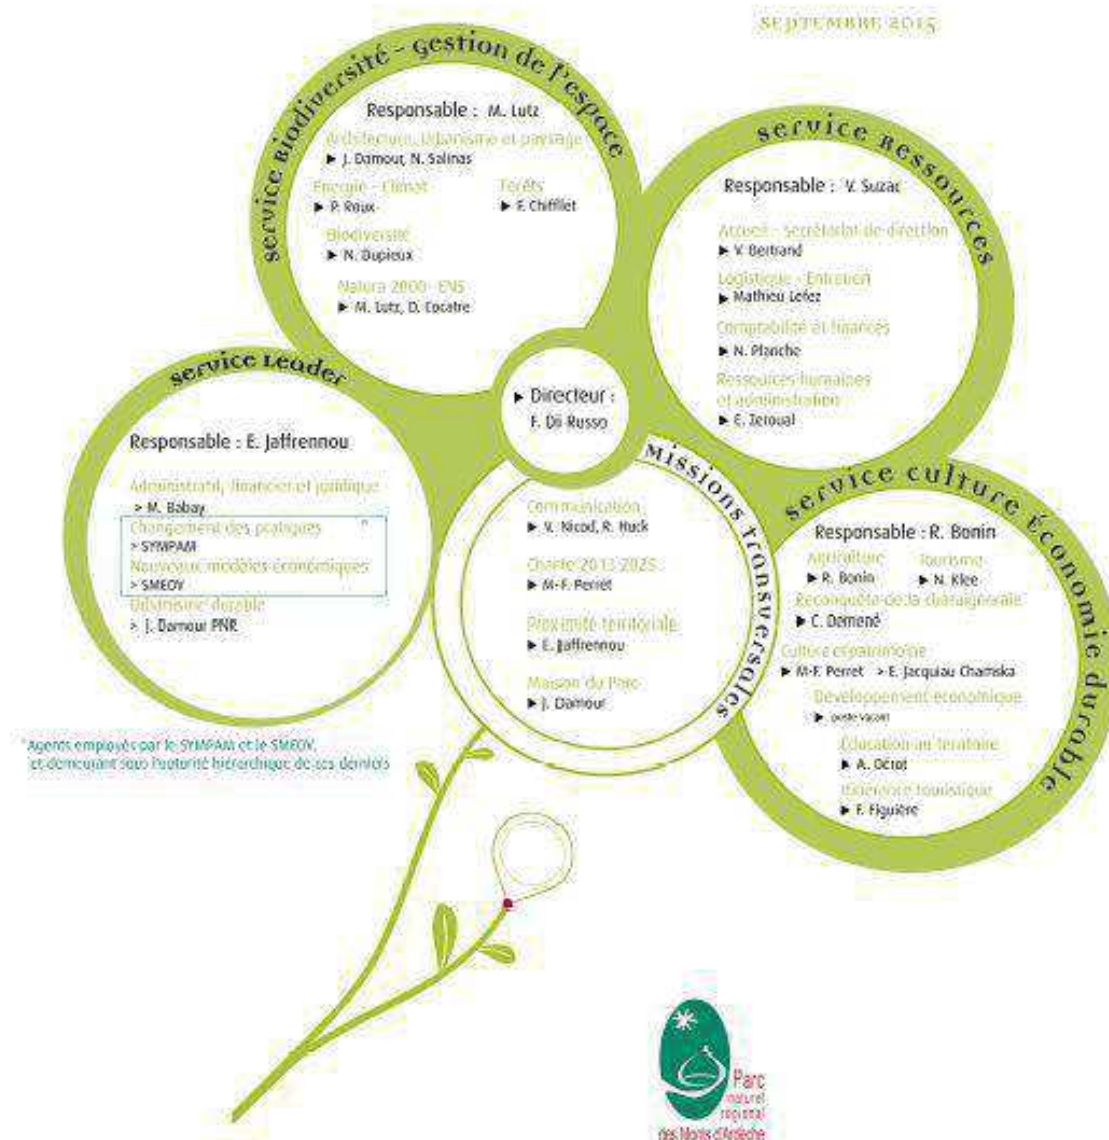 SEPTEMBRE 2015
service Biodiversité - Gestion de l'espace
Responsable : M. Lutz
Architecture, Urbanisme et paysage
► J. Damour, N. Salinas
Energie - Climat
► P. Roux
Forêts
► F. Chifflet
Biodiversité
► N. Dupieux
Natura 2000 - ENS
► M. Lutz, D. Cocatre
service Ressources
Responsable : V. Suzac
Accueil - Secrétariat de direction
► V. Bertrand
Logistique - Entretien
► Mathieu Lefez
Comptabilité et finances
► N. Planche
Ressources humaines
et administration
► E. Zeroual
► Directeur :
F. Di Russo
service Leader
Responsable : E. Jaffrennou
Administratif, financier et juridique
> M. Babay
Changement des pratiques *
> SYMPAM
Nouveaux modèles économiques
> SMEOV
Urbanisme durable
> J. Damour PNR
Missions transversales
Communication
► V. Nicod, R. Huck
Charte 2013 2025
► M-F. Perret
Proximité territoriale
► E. Jaffrennou
Maison du Parc
► J. Damour
service culture économie durable
Responsable : R. Bonin
Agriculture
► R. Bonin
Tourisme
► N. Klee
Reconquête de la châtaigneraie
► C. Demené
Culture et patrimoine
► M-F. Perret > E. Jacquiau Chamska
Développement économique
► poste vacant
Education au territoire
► A. Octot
Itinérance touristique
► F. Figuière
*Agents employés par le SYMPAM et le SMEOV,
et demeurant sous l'autorité hiérarchique de ces derniers
Parc
naturel
régional
des Monts d'Ardèche